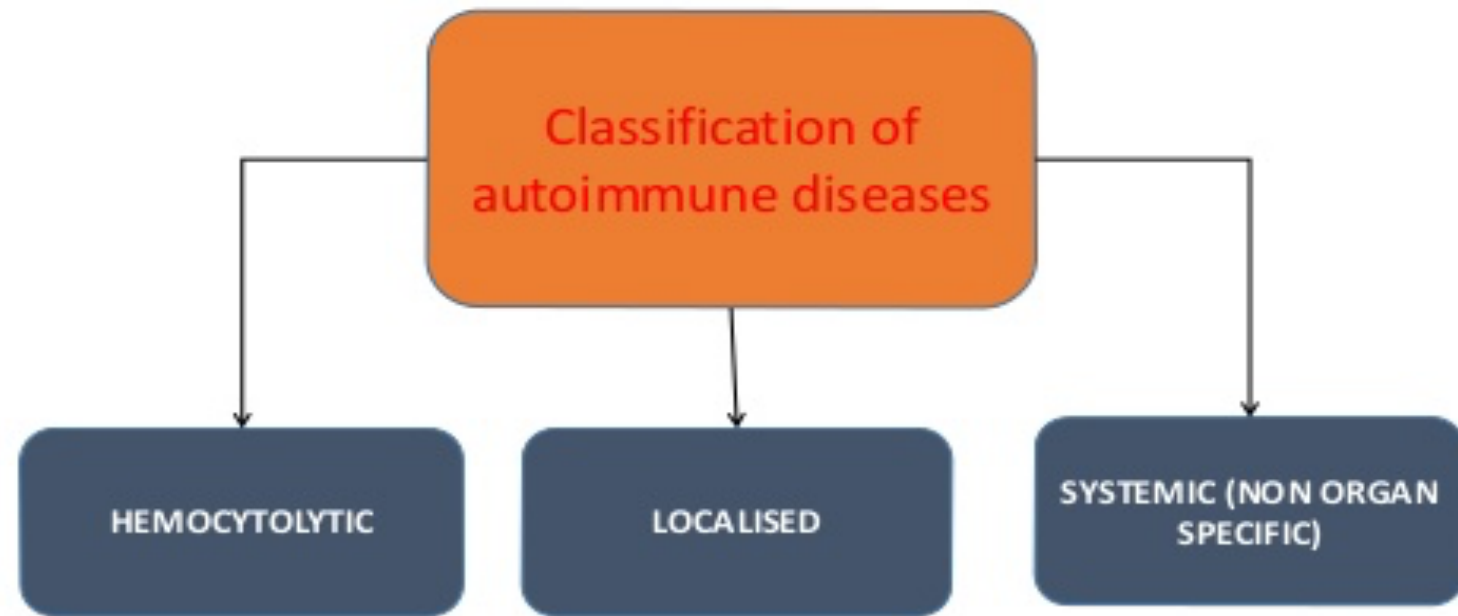 Classification of
autoimmune diseases
HEMOCYTOLYTIC
LOCALISED
SYSTEMIC (NON ORGAN
SPECIFIC)